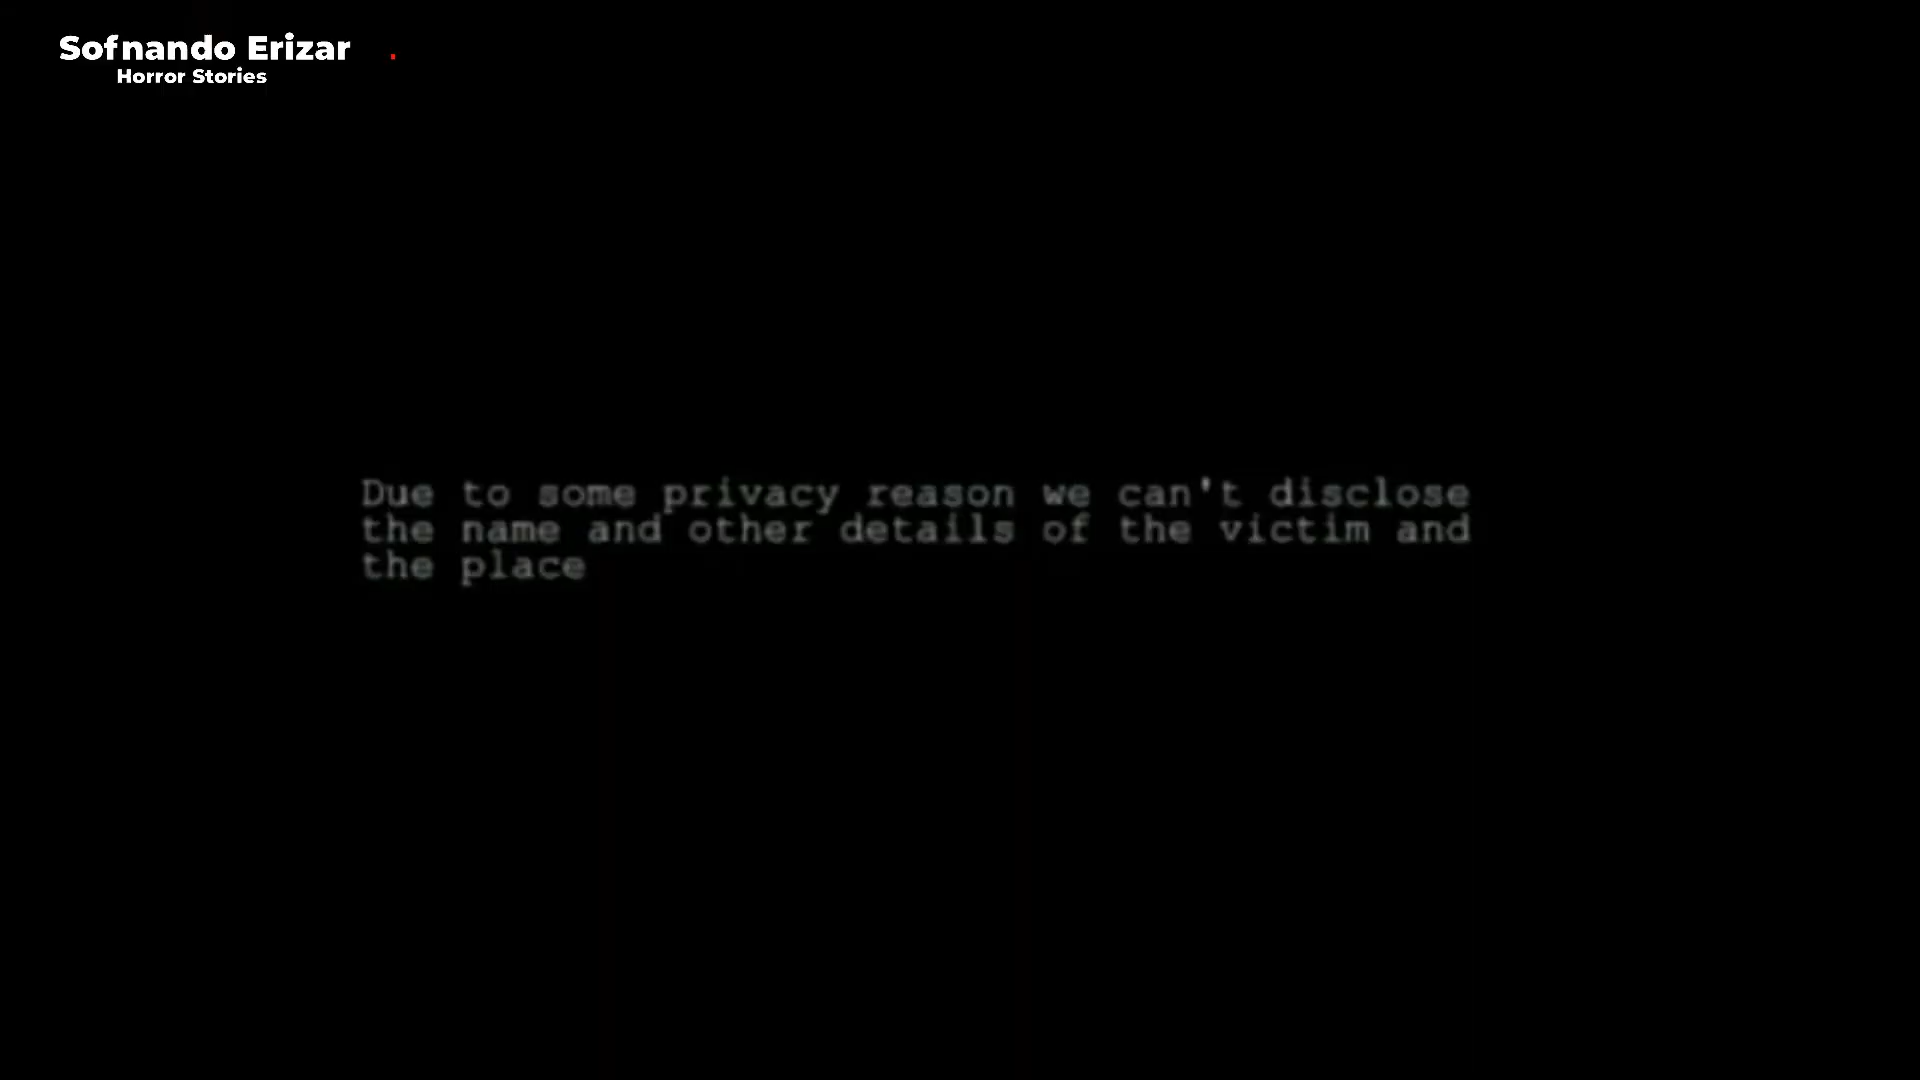 Sofnando Erizar
Horror Stories
Due to some privacy reason we can't disclose
the name and other details of the victim and
the place